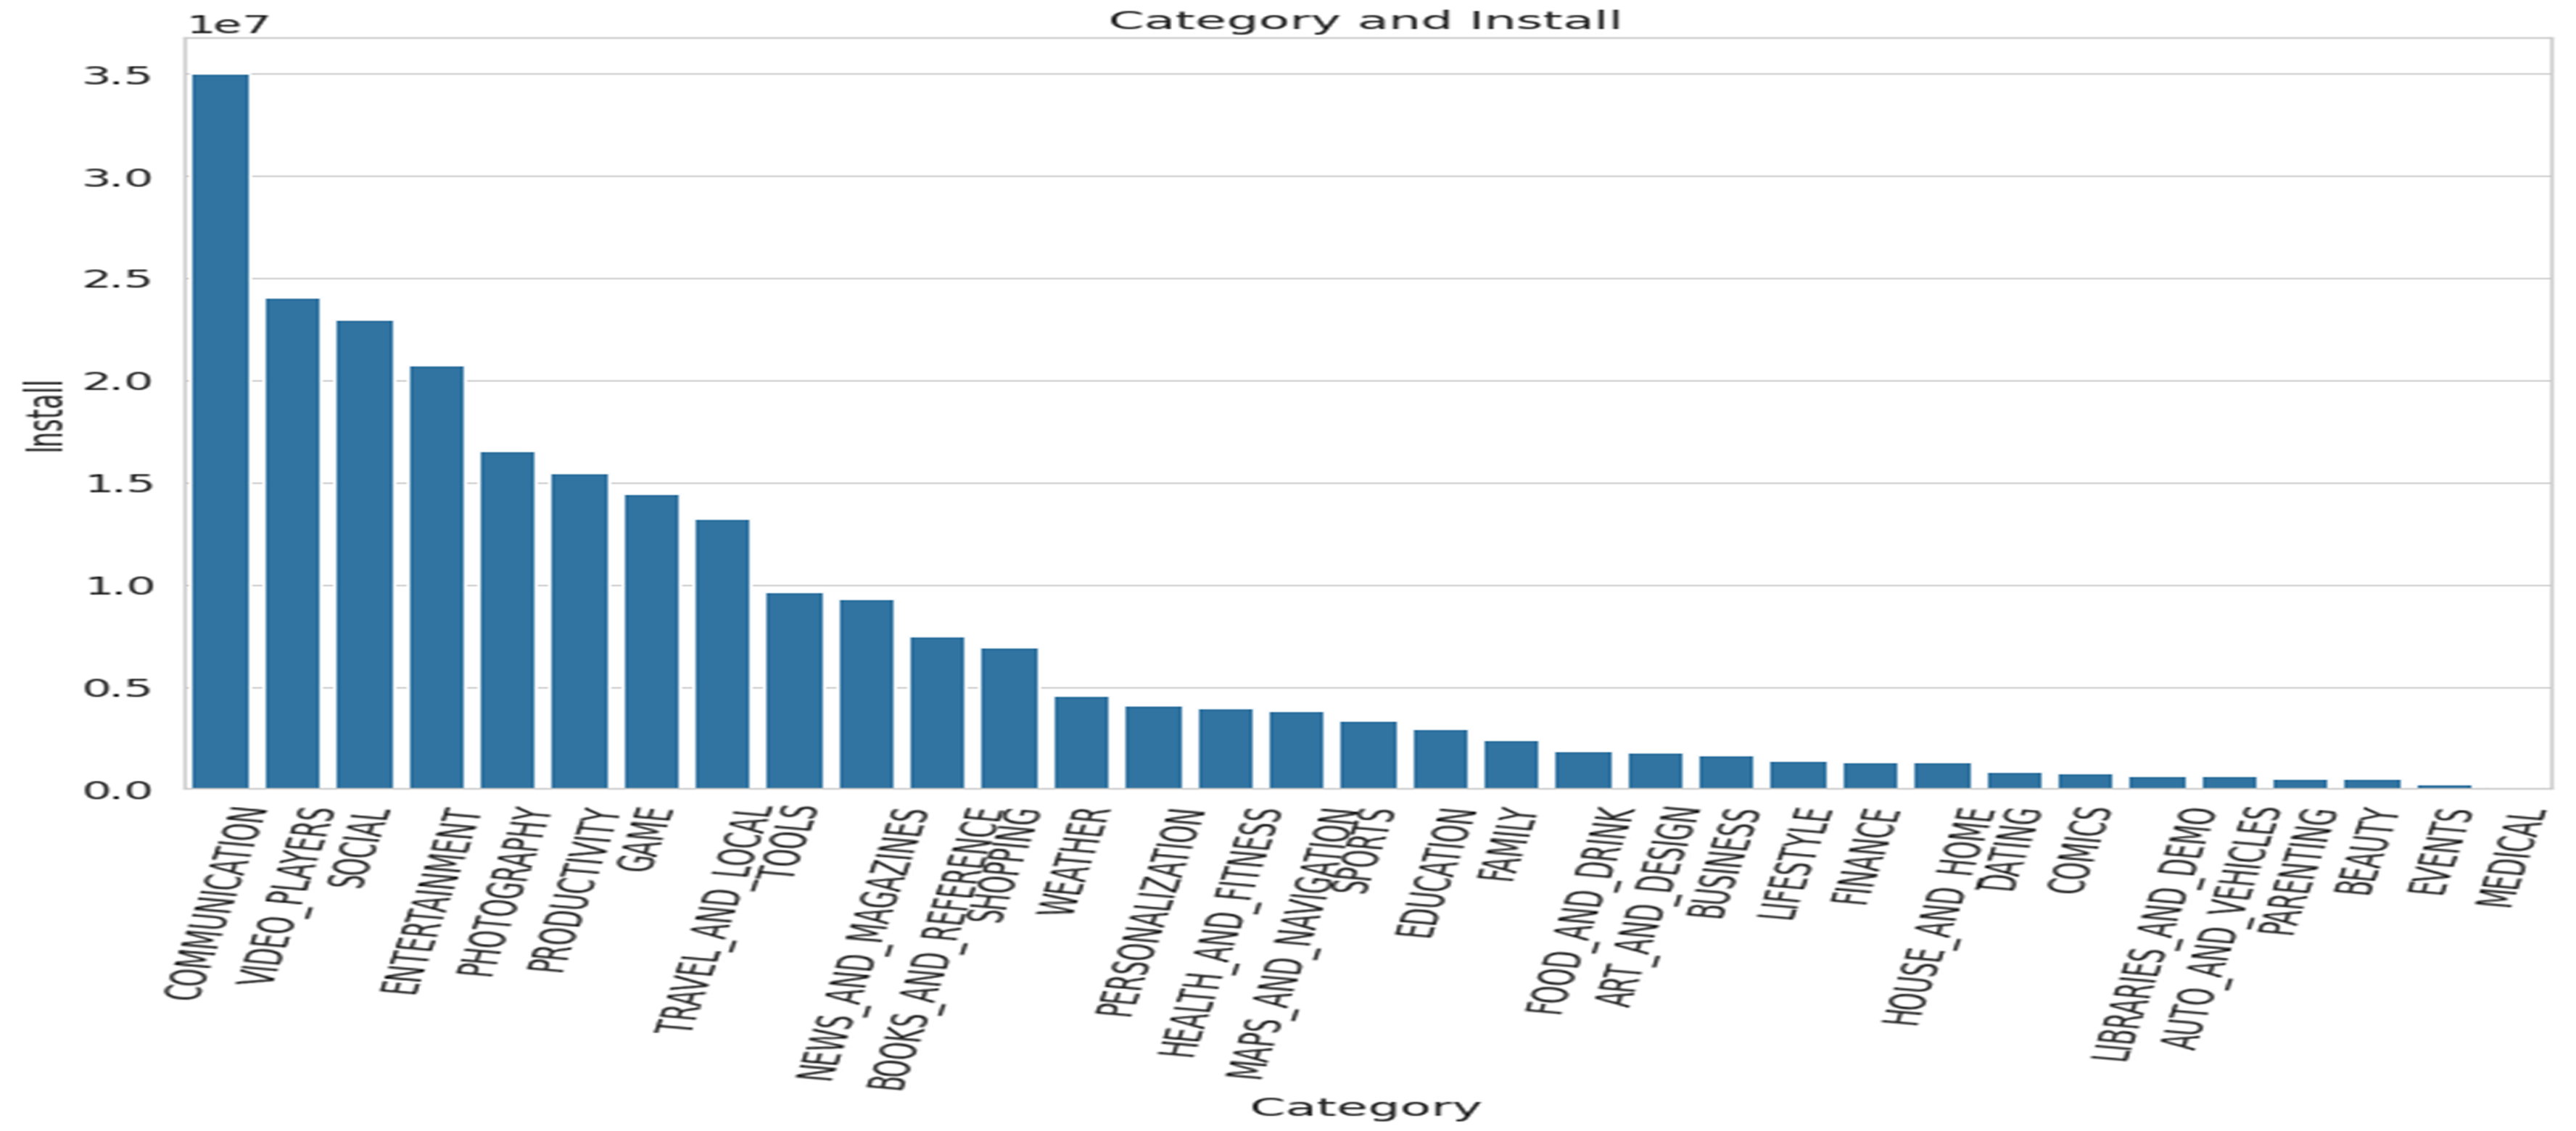 Category and Install
1e7
3.5
3.0
2.5
2.0
1.5
1.0
0.5
0.0
Install
COMMUNICATION
VIDEO_PLAYERS
SOCIAL
ENTERTAINMENT
PHOTOGRAPHY
PRODUCTIVITY
GAME
TRAVEL_AND_LOCAL
TOOLS
NEWS_AND_MAGAZINES
BOOKS_AND_REFERENCE
SHOPPING
WEATHER
PERSONALIZATION
HEALTH_AND_FITNESS
MAPS_AND_NAVIGATION
SPORTS
EDUCATION
FAMILY
FOOD_AND_DRINK
ART_AND_DESIGN
BUSINESS
LIFESTYLE
FINANCE
HOUSE_AND_HOME
DATING
COMICS
LIBRARIES_AND_DEMO
AUTO_AND_VEHICLES
PARENTING
BEAUTY
EVENTS
MEDICAL
Category